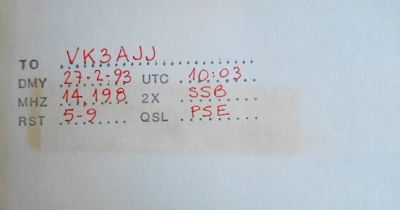 TO VK3AJJ
DMY 27-2-93 UTC 10:03
MHZ 14,198 2X SSB
RST 5-9 QSL PSE